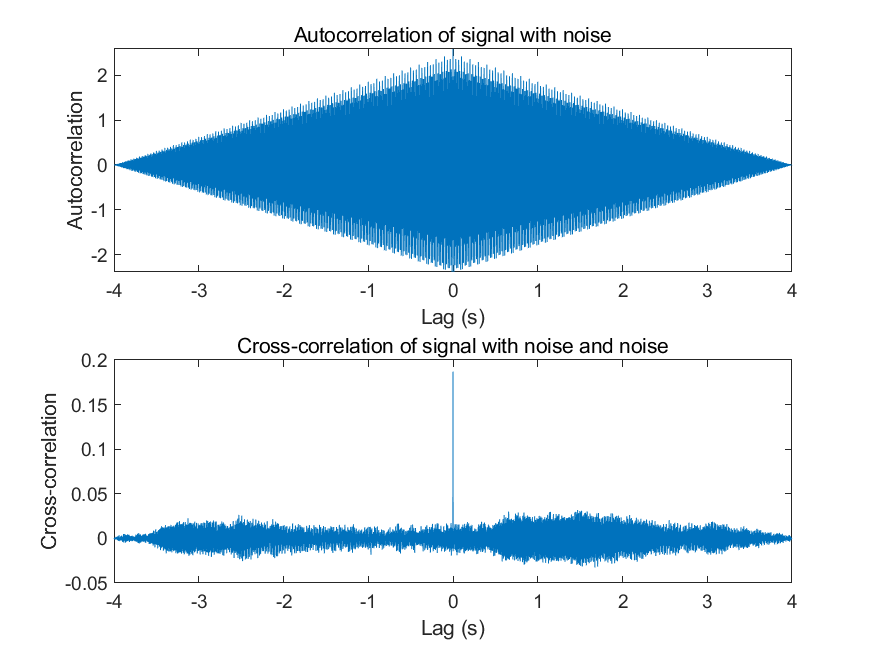 Autocorrelation of signal with noise
Autocorrelation
2
1
0
-1
-2
-4 -3 -2 -1 0 1 2 3 4
Lag (s)
Cross-correlation of signal with noise and noise
Cross-correlation
0.2
0.15
0.1
0.05
0
-0.05
-4 -3 -2 -1 0 1 2 3 4
Lag (s)